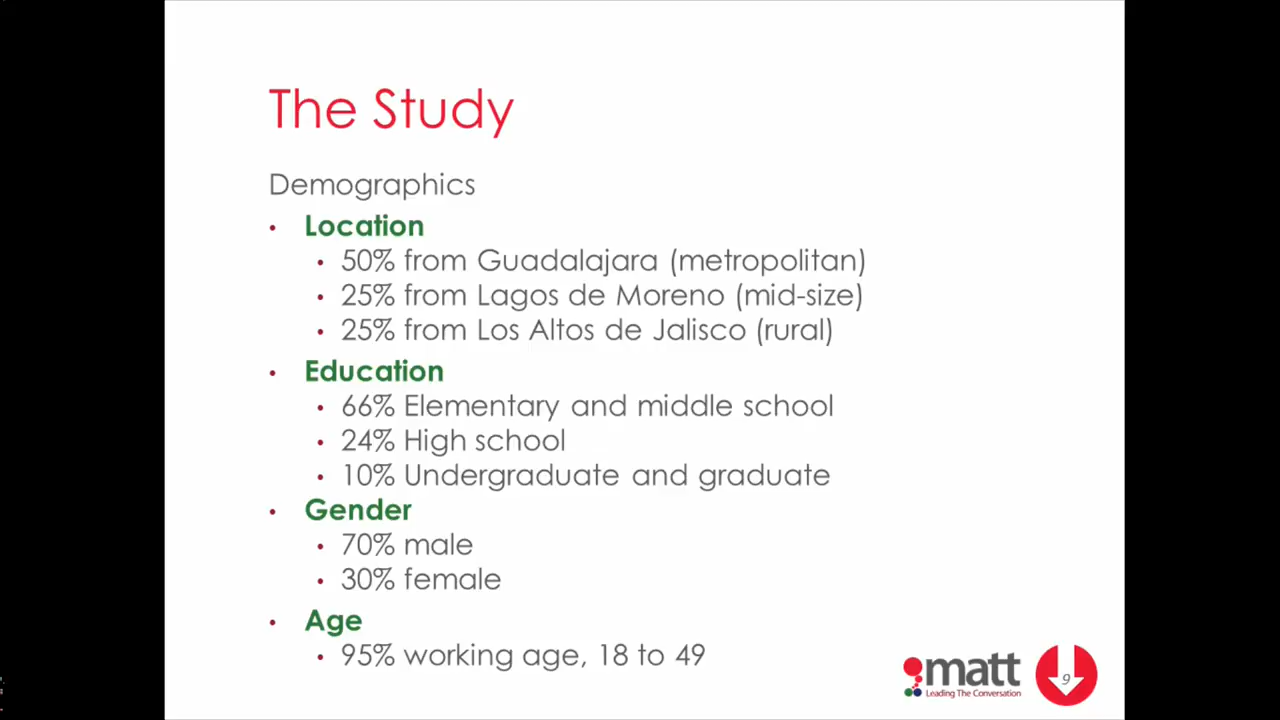 The Study
Demographics
• Location
• 50% from Guadalajara (metropolitan)
• 25% from Lagos de Moreno (mid-size)
• 25% from Los Altos de Jalisco (rural)
• Education
• 66% Elementary and middle school
• 24% High school
• 10% Undergraduate and graduate
• Gender
• 70% male
• 30% female
• Age
• 95% working age, 18 to 49
matt
Leading The Conversation
9